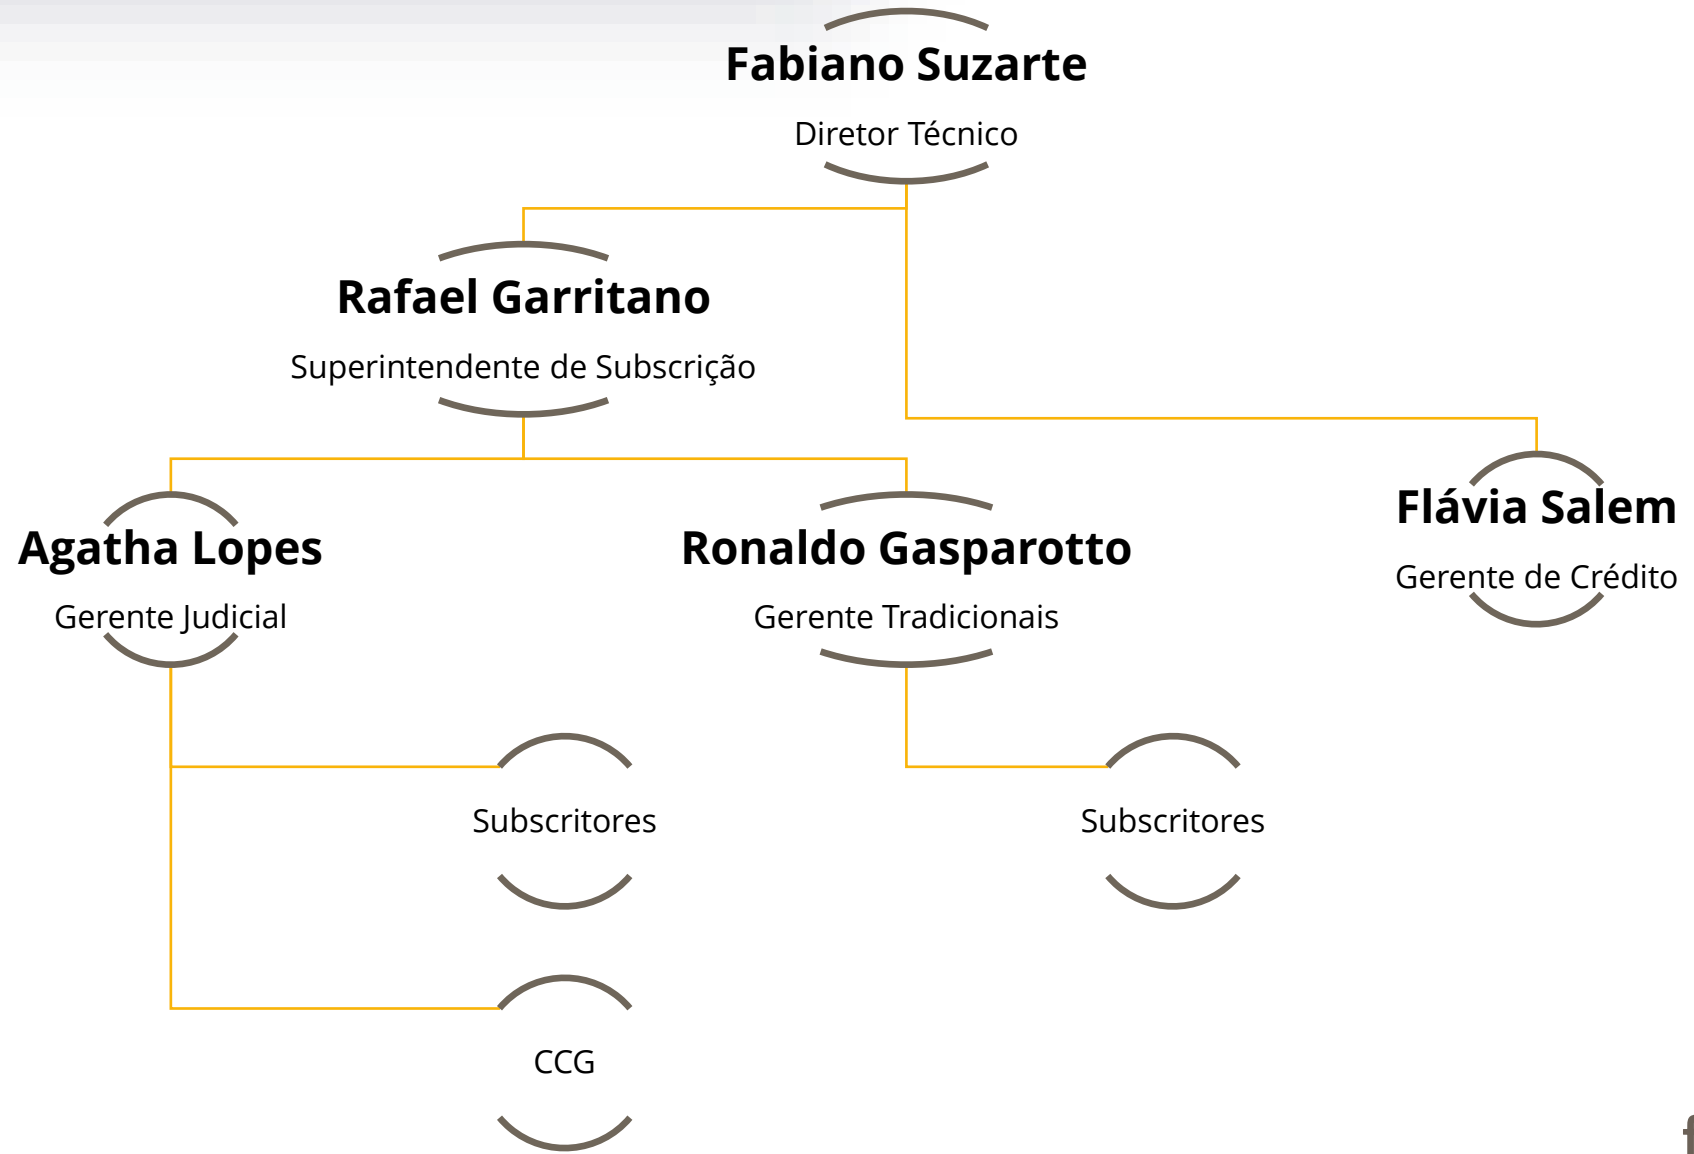 Fabiano Suzarte
Diretor Técnico
Rafael Garritano
Superintendente de Subscrição
Agatha Lopes
Gerente Judicial
Ronaldo Gasparotto
Gerente Tradicionais
Flávia Salem
Gerente de Crédito
Subscritores
Subscritores
CCG